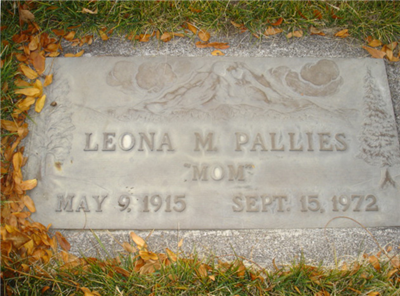 LEONA M. PALLIES
"MOM"
MAY 9, 1915 SEPT. 15, 1972